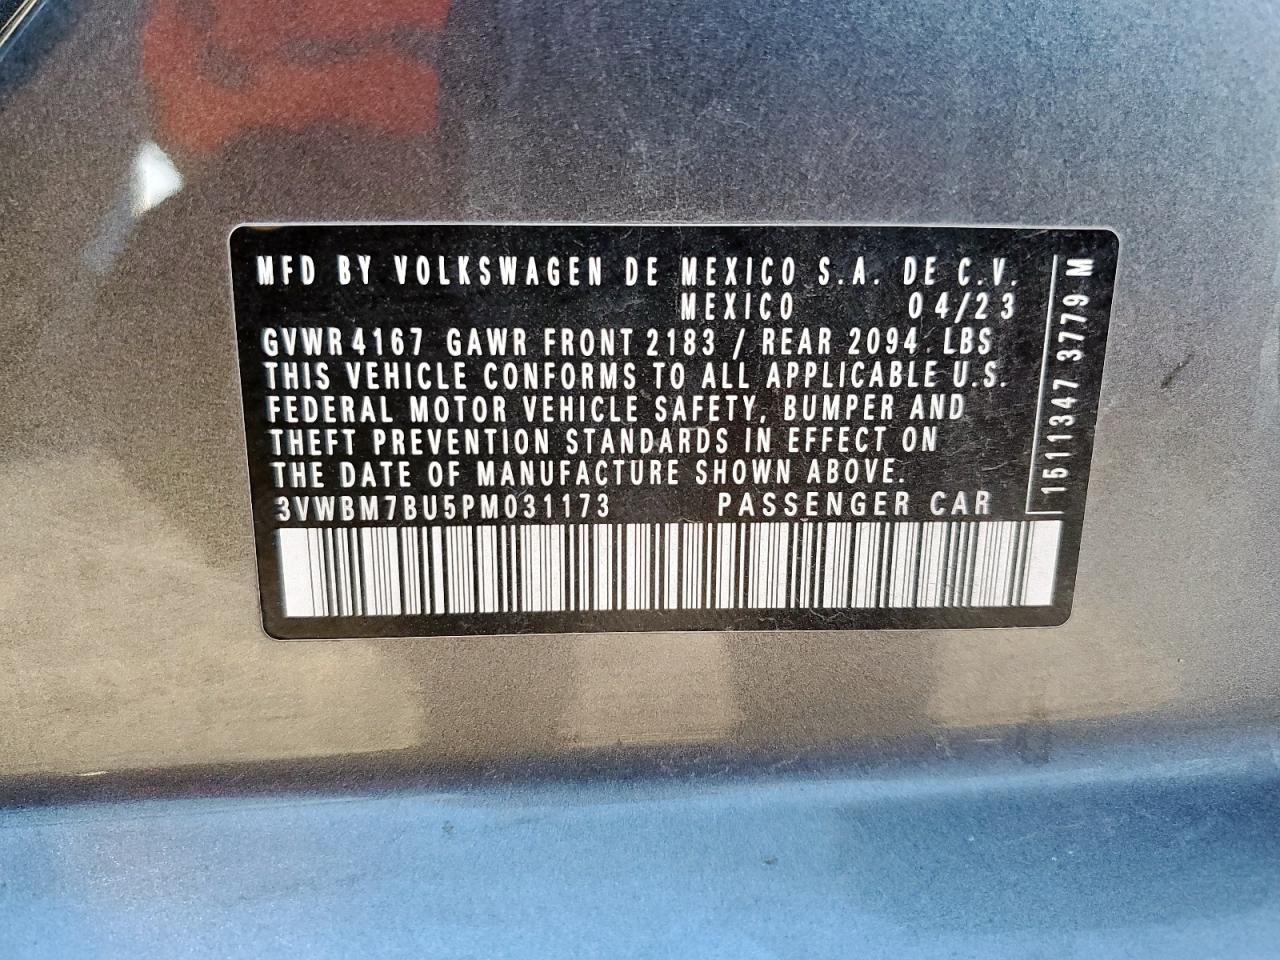 MFD BY VOLKSWAGEN DE MEXICO S.A. DE C.V.
MEXICO 04/23
GVWR 4167 GAWR FRONT 2183 / REAR 2094 LBS
THIS VEHICLE CONFORMS TO ALL APPLICABLE U.S.
FEDERAL MOTOR VEHICLE SAFETY, BUMPER AND
THEFT PREVENTION STANDARDS IN EFFECT ON
THE DATE OF MANUFACTURE SHOWN ABOVE.
3VWBM7BU5PM031173 PASSENGER CAR
1511347 3779 M